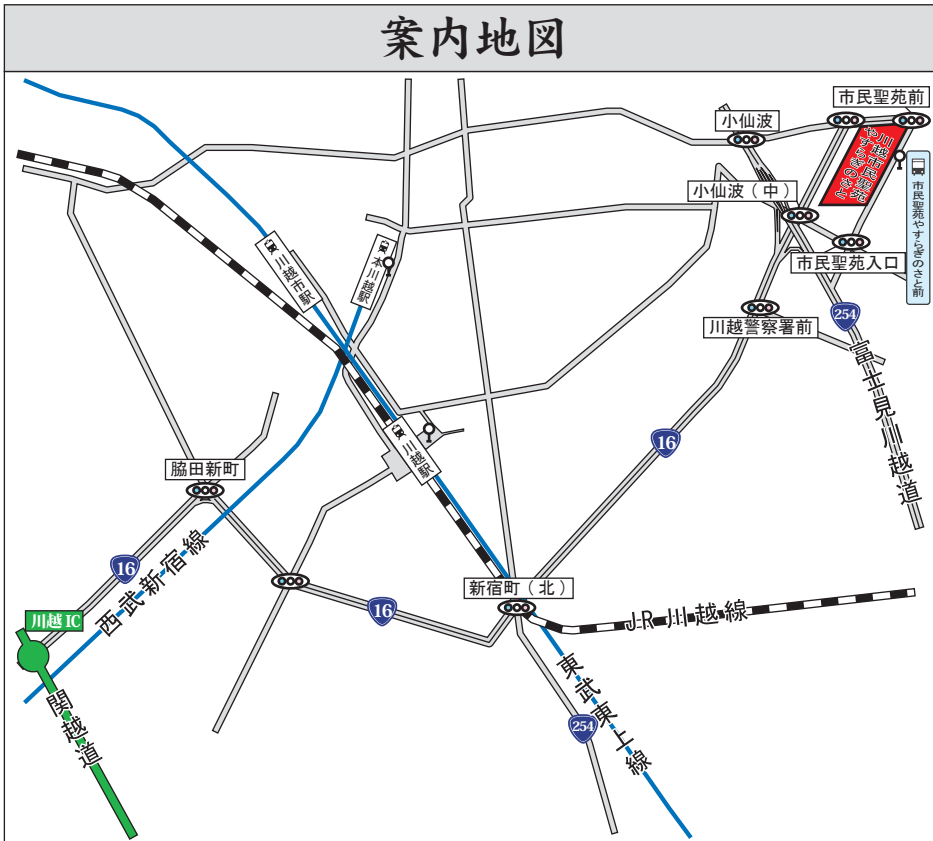 案内地図
市民聖苑前
小仙波
川越市民聖苑
やすらぎのさと
小仙波（中）
市民聖苑やすらぎのさと前
市民聖苑入口
川越市駅
本川越駅
川越警察署前
254
富士見川越道
川越駅
16
脇田新町
16
西武新宿線
新宿町（北）
16
川越IC
JR川越線
関越道
東武東上線
254